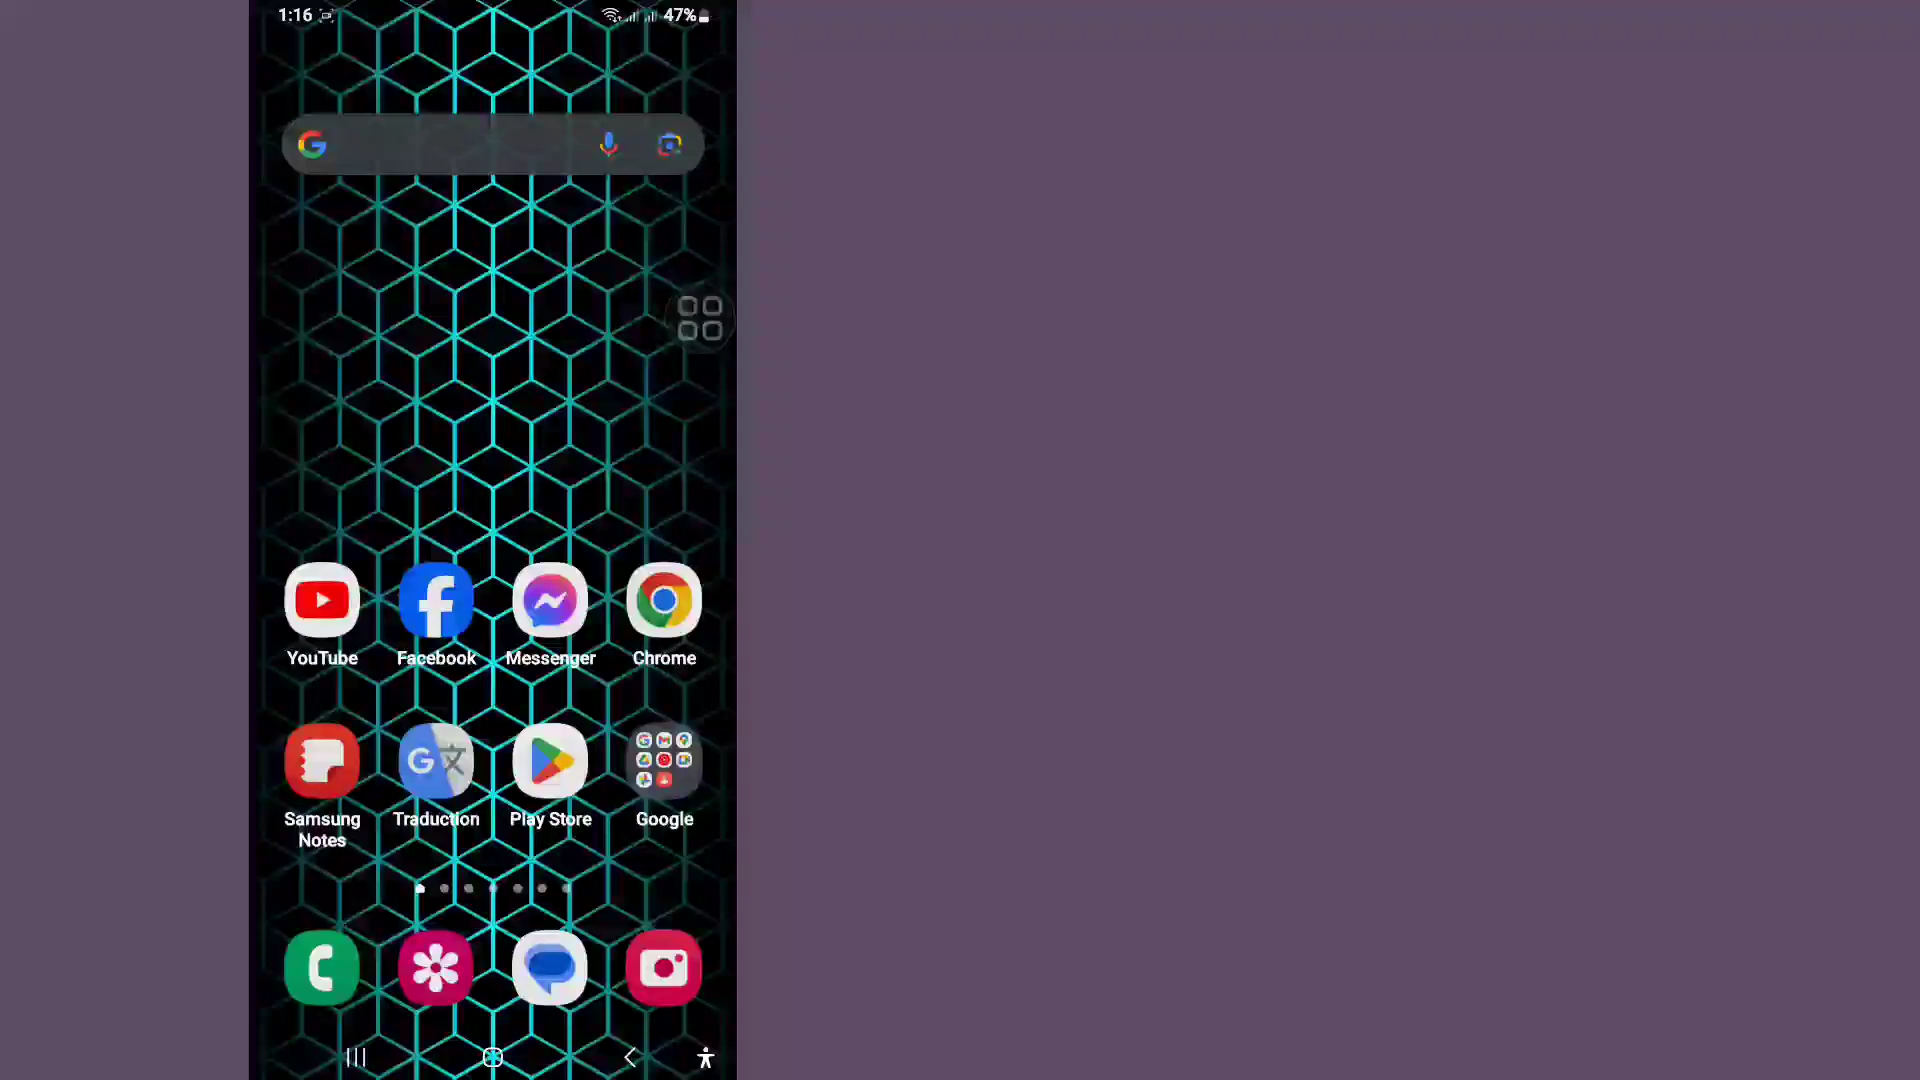 1:16
47%
YouTube
Facebook
Messenger
Chrome
Samsung
Notes
Traduction
Play Store
Google